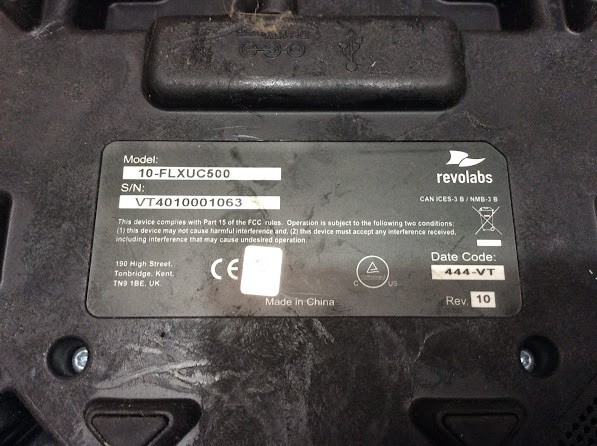 Model:
10-FLXUC500
S/N:
VT4010001063
revolabs
CAN ICES-3 B / NMB-3 B
This device complies with Part 15 of the FCC rules. Operation is subject to the following two conditions:
(1) this device may not cause harmful interference and, (2) this device must accept any interference received,
including interference that may cause undesired operation.
190 High Street,
Tonbridge, Kent,
TN9 1BE, UK.
CE
C US
Date Code:
444-VT
Made in China
Rev. 10